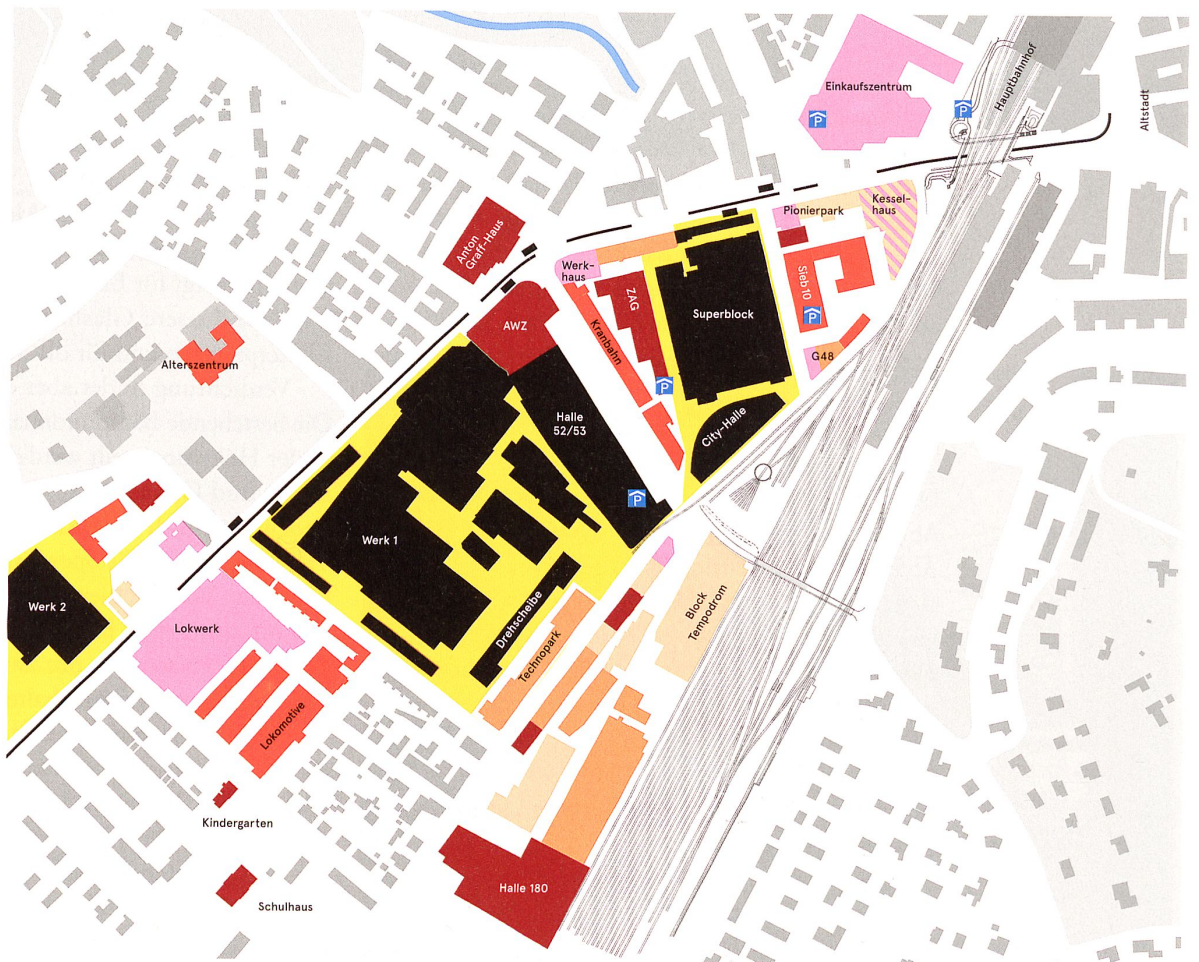 Hauptbahnhof
Einkaufszentrum
P
P
Altstadt
Pionierpark
Kessel-
haus
Anton
Graff-Haus
Werk-
haus
ZAG
Sieb10
P
Superblock
AWZ
Kranbahn
G48
Alterszentrum
P
Halle
52/53
City-Halle
P
Werk 1
Werk 2
Drehscheibe
Block
Tempodrom
Lokwerk
Technopark
Lokomotive
Kindergarten
Halle 180
Schulhaus